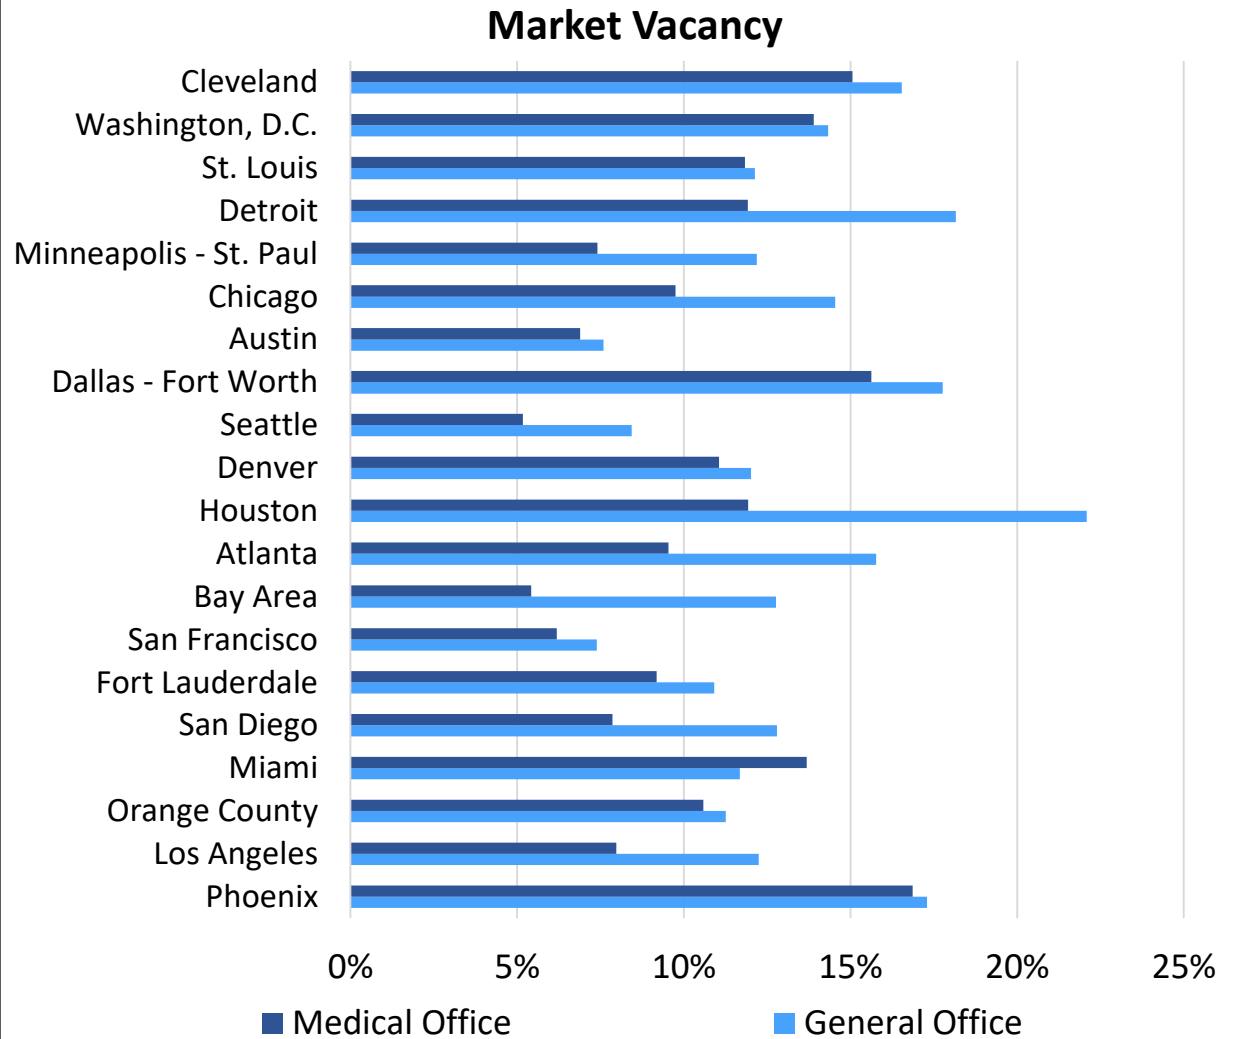 Market Vacancy
Cleveland
Washington, D.C.
St. Louis
Detroit
Minneapolis - St. Paul
Chicago
Austin
Dallas - Fort Worth
Seattle
Denver
Houston
Atlanta
Bay Area
San Francisco
Fort Lauderdale
San Diego
Miami
Orange County
Los Angeles
Phoenix
0% 5% 10% 15% 20% 25%
Medical Office General Office